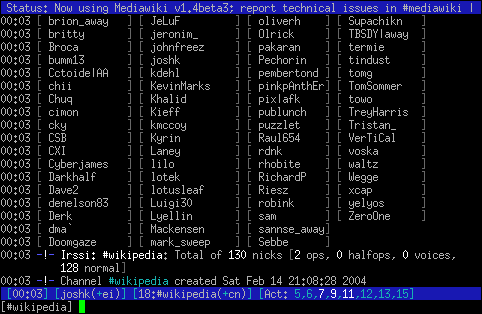 Status: Now using Mediawiki v1.4beta3; report technical issues in #mediawiki |
00:03 [ brion_away] [ JeLuF ] [ oliverh ] [ Supachikn ]
00:03 [ britty ] [ jeronim_ ] [ Olrick ] [ TBSDY|away ]
00:03 [ Broca ] [ johnfreez ] [ pakaran ] [ termie ]
00:03 [ bumm13 ] [ joshk ] [ Pechorin ] [ tindust ]
00:03 [ Cctoide|AA ] [ kdehl ] [ pembertond ] [ tomg ]
00:03 [ chii ] [ KevinMarks ] [ pinkpAnthEr] [ TomSommer ]
00:03 [ Chuq ] [ Khalid ] [ pixlafk ] [ towo ]
00:03 [ cimon ] [ Kieff ] [ publunch ] [ TreyHarris ]
00:03 [ cky ] [ kmccoy ] [ puzzlet ] [ Tristan_ ]
00:03 [ CSB ] [ Kyrin ] [ Raul654 ] [ VerTiCal ]
00:03 [ CXI ] [ Laney ] [ rdnk ] [ voska ]
00:03 [ Cyberjames ] [ lilo ] [ rhobite ] [ waltz ]
00:03 [ Darkhalf ] [ lotek ] [ RichardP ] [ Wegge ]
00:03 [ Dave2 ] [ lotusleaf ] [ Riesz ] [ xcap ]
00:03 [ denelson83 ] [ Luigi30 ] [ robink ] [ yelyos ]
00:03 [ Derk ] [ Lyellin ] [ sam ] [ ZeroOne ]
00:03 [ dma` ] [ Mackensen ] [ sannse_away]
00:03 [ Doomgaze ] [ mark_sweep ] [ Sebbe ]
00:03 -!- Irssi: #wikipedia: Total of 130 nicks [2 ops, 0 halfops, 0 voices,
128 normal]
00:03 -!- Channel #wikipedia created Sat Feb 14 21:08:28 2004
[00:03] [joshk(+ei)] [18:#wikipedia(+cn)] [Act: 5,6,7,9,11,12,13,15]
[#wikipedia]